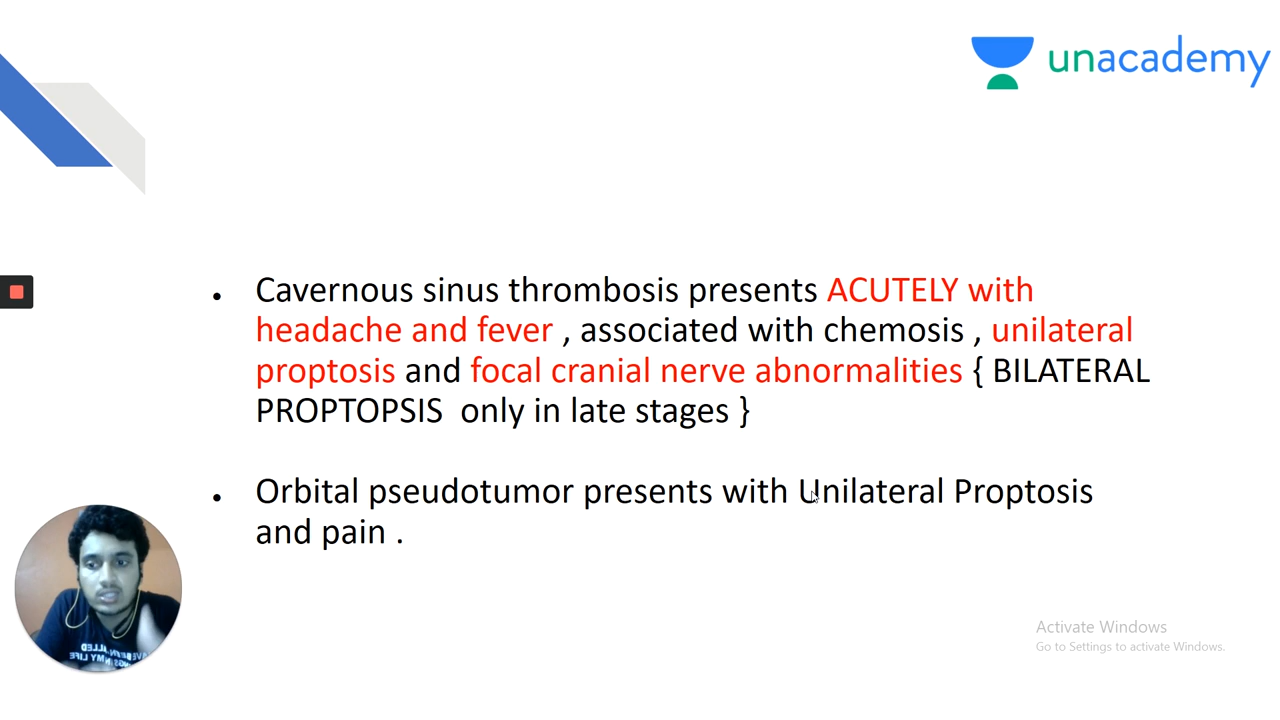 unacademy
Cavernous sinus thrombosis presents ACUTELY with
headache and fever , associated with chemosis , unilateral
proptosis and focal cranial nerve abnormalities { BILATERAL
PROPTOPSIS only in late stages }
Orbital pseudotumor presents with Unilateral Proptosis
and pain .
Activate Windows
Go to Settings to activate Windows.